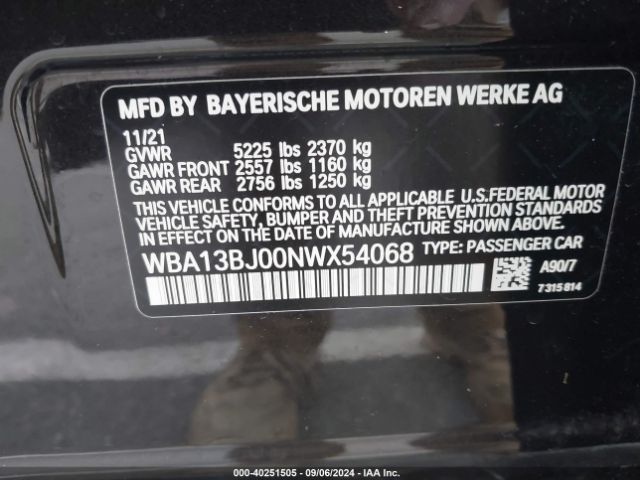 MFD BY BAYERISCHE MOTOREN WERKE AG
11/21
GVWR 5225 lbs 2370 kg
GAWR FRONT 2557 lbs 1160 kg
GAWR REAR 2756 lbs 1250 kg
THIS VEHICLE CONFORMS TO ALL APPLICABLE U.S.FEDERAL MOTOR
VEHICLE SAFETY, BUMPER AND THEFT PREVENTION STANDARDS
IN EFFECT ON THE DATE OF MANUFACTURE SHOWN ABOVE.
WBA13BJ00NWX54068 TYPE: PASSENGER CAR
A90/7
7315814
000-40251505 - 09/06/2024 - IAAI.COM/CA